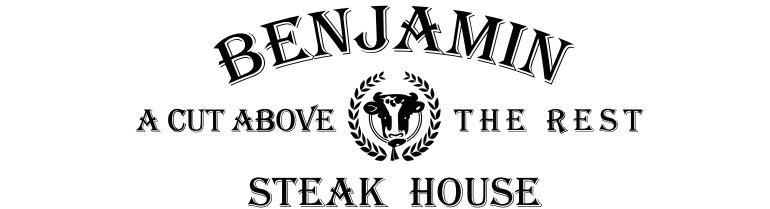 BENJAMIN
A CUT ABOVE THE REST
STEAK HOUSE